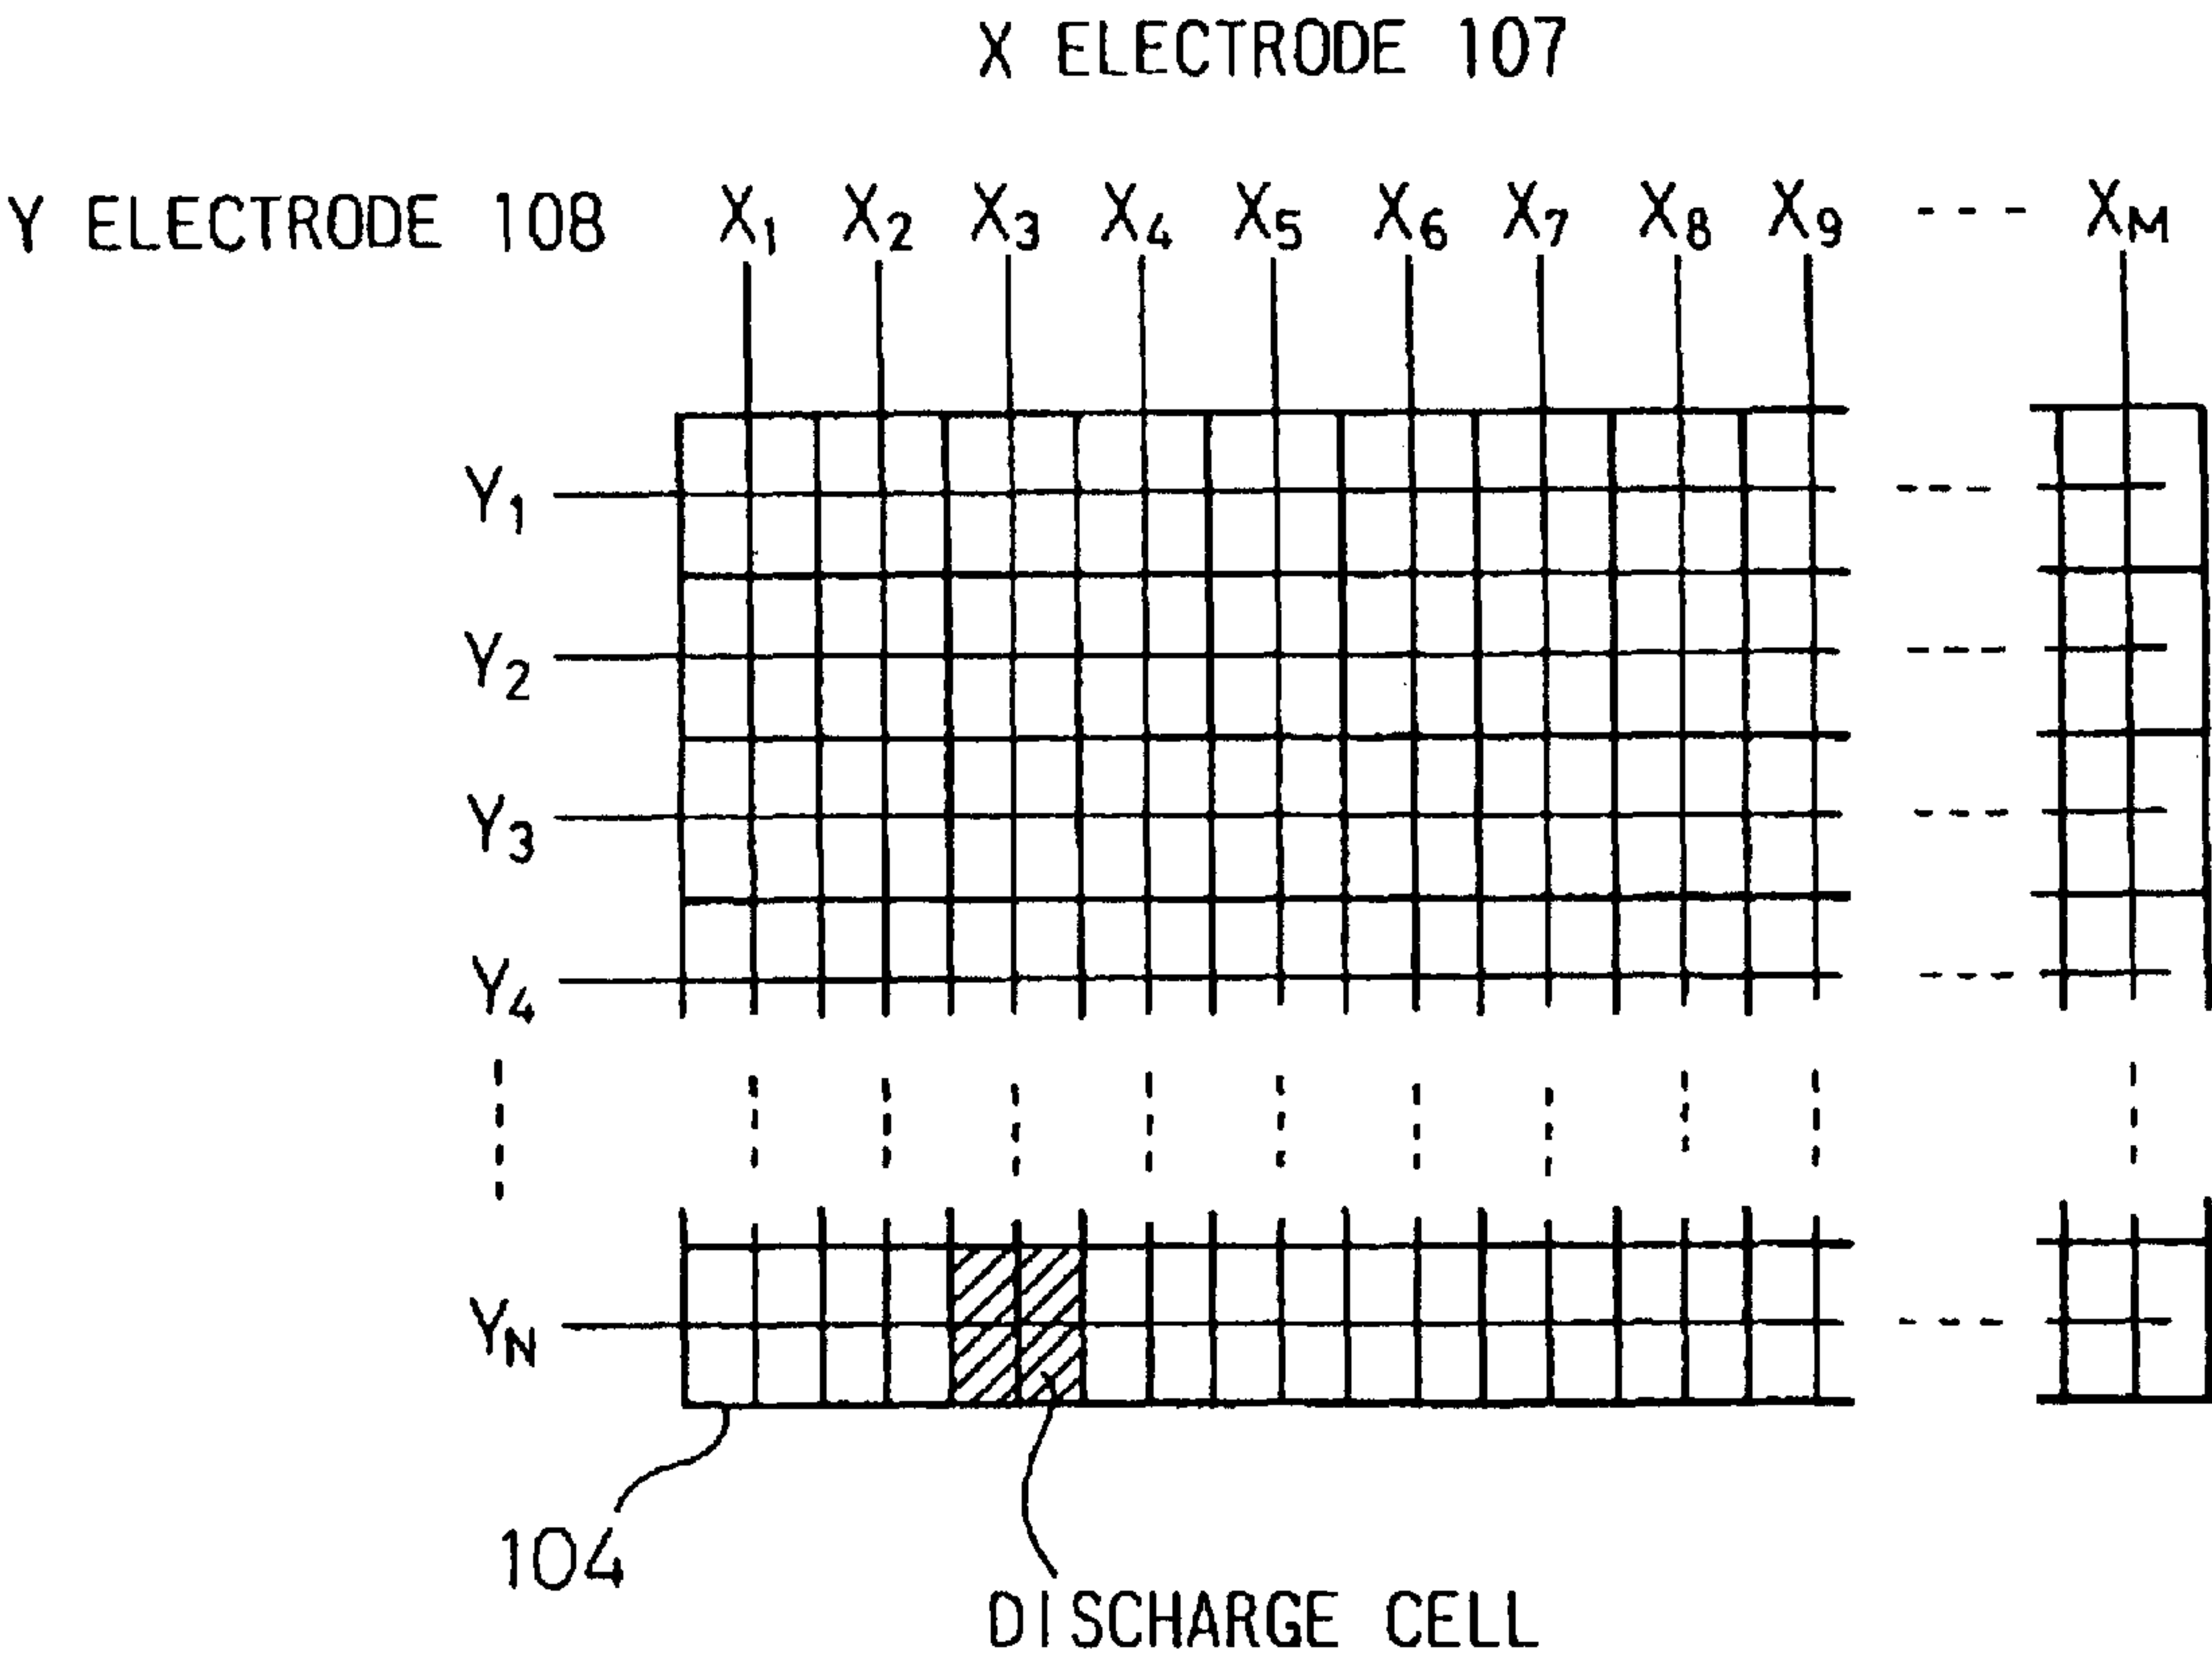 X ELECTRODE 107
Y ELECTRODE 108 X1 X2 X3 X4 X5 X6 X7 X8 X9 --- XM
Y1
Y2
Y3
Y4
YN
104
DISCHARGE CELL